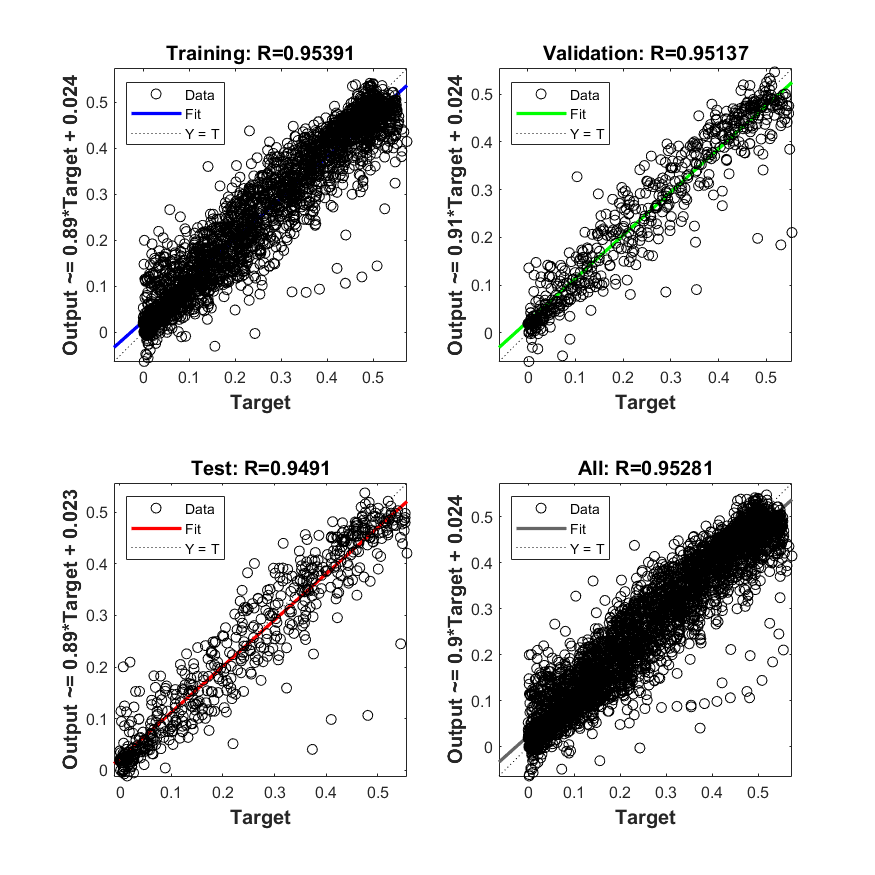 Training: R=0.95391
Output ~= 0.89*Target + 0.024
Data
Fit
Y = T
0.5
0.4
0.3
0.2
0.1
0
0 0.1 0.2 0.3 0.4 0.5
Target
Validation: R=0.95137
Output ~= 0.91*Target + 0.024
Data
Fit
Y = T
0.5
0.4
0.3
0.2
0.1
0
0 0.1 0.2 0.3 0.4 0.5
Target
Test: R=0.9491
Output ~= 0.89*Target + 0.023
Data
Fit
Y = T
0.5
0.4
0.3
0.2
0.1
0
0 0.1 0.2 0.3 0.4 0.5
Target
All: R=0.95281
Output ~= 0.9*Target + 0.024
Data
Fit
Y = T
0.5
0.4
0.3
0.2
0.1
0
0 0.1 0.2 0.3 0.4 0.5
Target